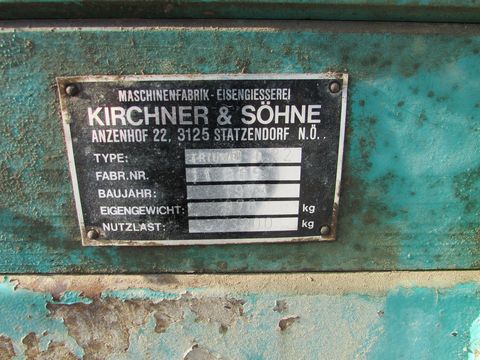 MASCHINENFABRIK - EISENGIESSEREI
KIRCHNER & SÖHNE
ANZENHOF 22, 3125 STATZENDORF N.Ö.
TYPE:
FABR.NR.
BAUJAHR:
EIGENGEWICHT: kg
NUTZLAST: kg